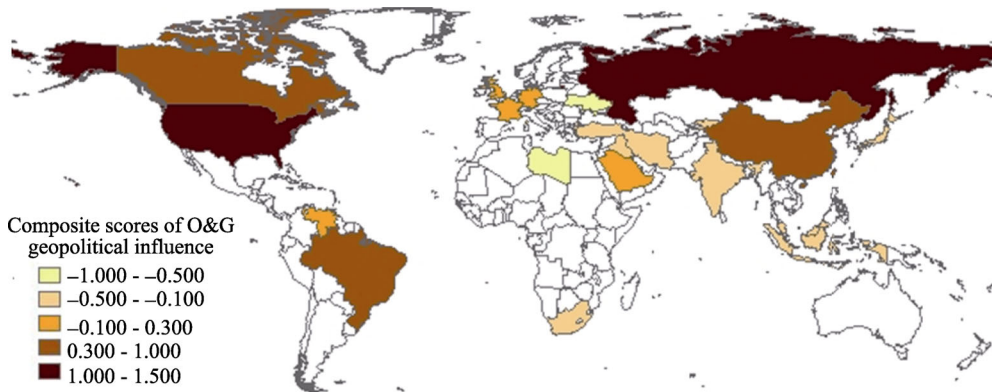 Composite scores of O&G
geopolitical influence
–1.000 - –0.500
–0.500 - –0.100
–0.100 - 0.300
0.300 - 1.000
1.000 - 1.500